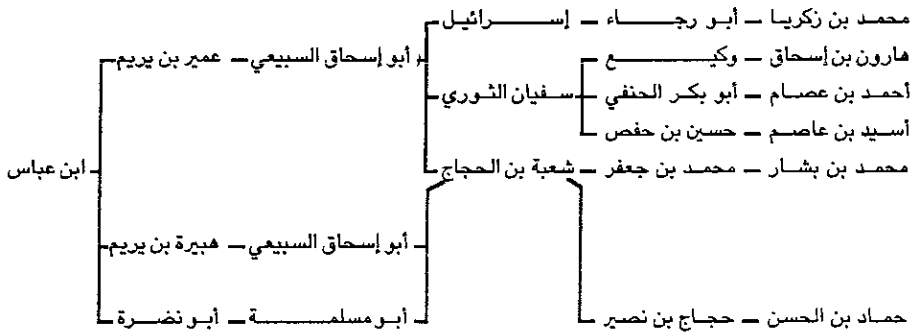 محمد بن زكريا – أبو رجاء – إسرائيل
هارون بن إسحاق – وكيع
أبو إسحاق السبيعي – عمير بن يريم
أحمد بن عصام – أبو بكر الحنفي – سفيان الثوري
أسيد بن عاصم – حسين بن حفص
محمد بن بشار – محمد بن جعفر – شعبة بن الحجاج
ابن عباس
أبو إسحاق السبيعي – هبيرة بن يريم
حماد بن الحسن – حجاج بن نصير
أبو مسلمة – أبو نضرة